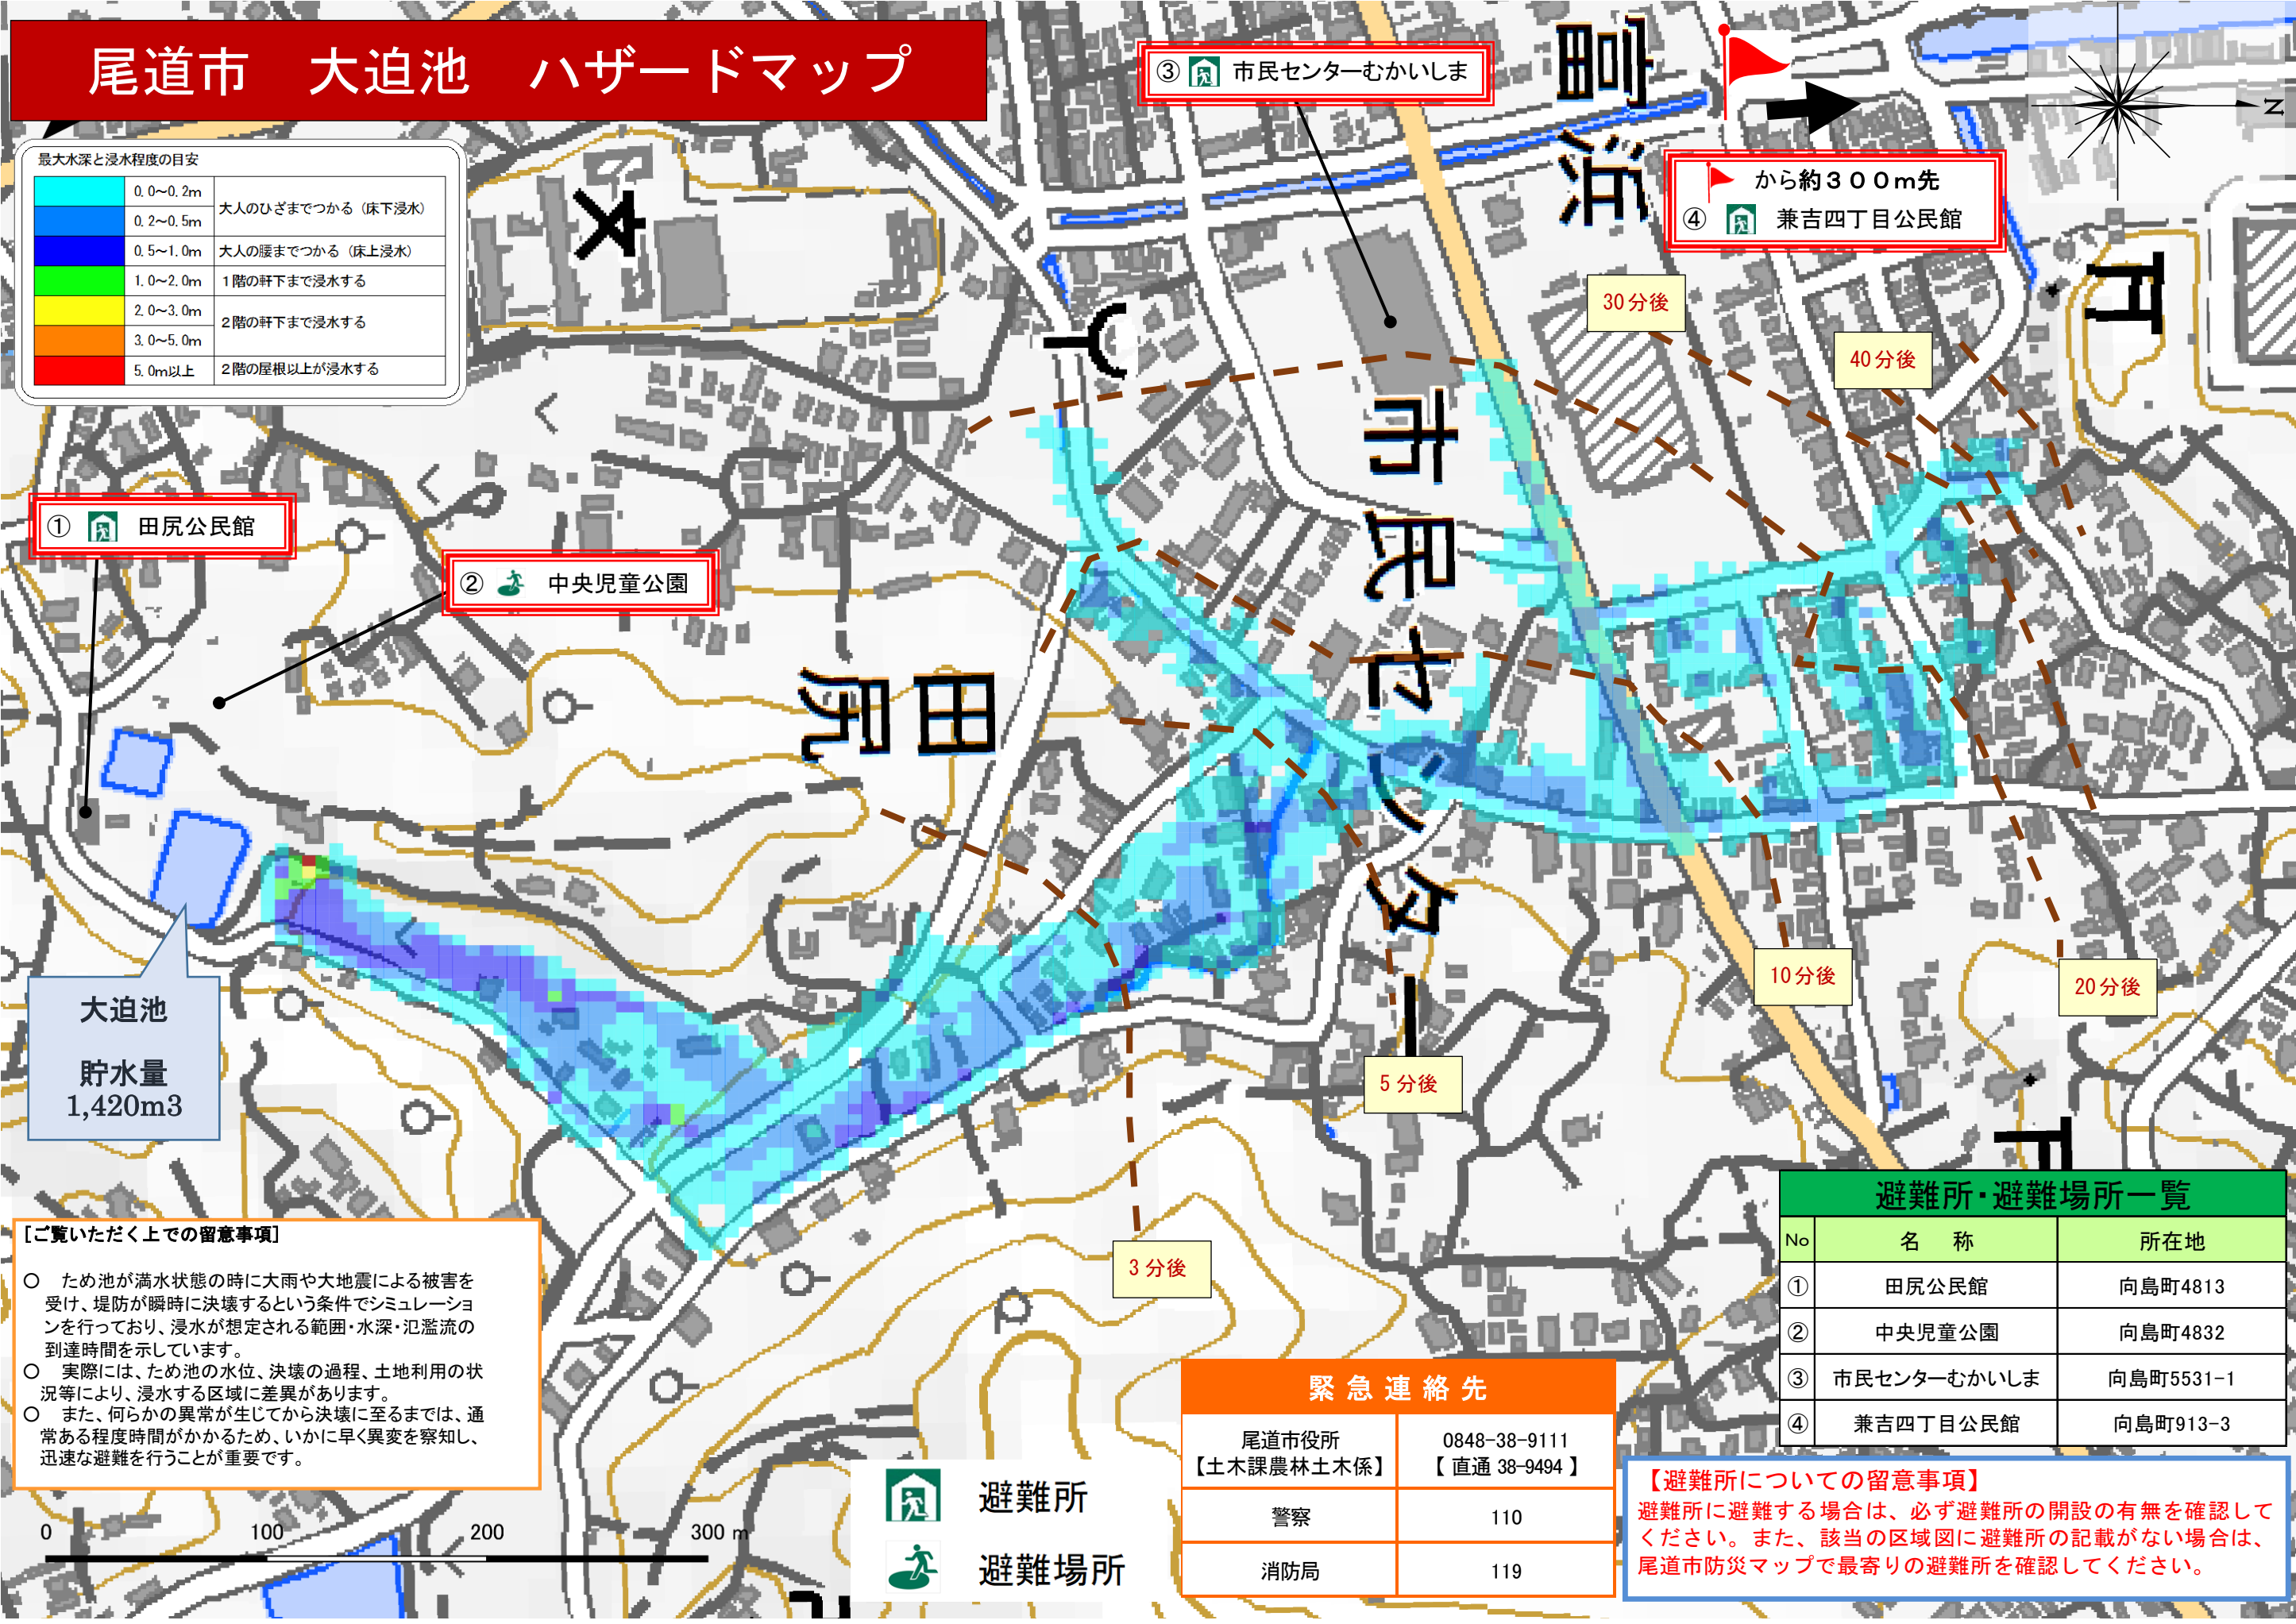 尾道市　大迫池　ハザードマップ
最大水深と浸水程度の目安
0.0～0.2m
0.2～0.5m
大人のひざまでつかる（床下浸水）
0.5～1.0m 大人の腰までつかる（床上浸水）
1.0～2.0m １階の軒下まで浸水する
2.0～3.0m
3.0～5.0m
２階の軒下まで浸水する
5.0m以上 ２階の屋根以上が浸水する
③ 市民センターむかいしま
から約３００ｍ先
④ 兼吉四丁目公民館
N
富浜
文
30分後
40分後
① 田尻公民館
② 中央児童公園
市民センター
田尻
大迫池
貯水量
1,420m3
10分後
20分後
5分後
3分後
[ご覧いただく上での留意事項]
○　ため池が満水状態の時に大雨や大地震による被害を
受け、堤防が瞬時に決壊するという条件でシミュレーショ
ンを行っており、浸水が想定される範囲・水深・氾濫流の
到達時間を示しています。
○　実際には、ため池の水位、決壊の過程、土地利用の状
況等により、浸水する区域に差異があります。
○　また、何らかの異常が生じてから決壊に至るまでは、通
常ある程度時間がかかるため、いかに早く異変を察知し、
迅速な避難を行うことが重要です。
0 100 200 300 m
避難所
避難場所
緊急連絡先
尾道市役所
【土木課農林土木係】
0848-38-9111
【 直通 38-9494 】
警察 110
消防局 119
避難所・避難場所一覧
No 名　称 所在地
① 田尻公民館 向島町4813
② 中央児童公園 向島町4832
③ 市民センターむかいしま 向島町5531-1
④ 兼吉四丁目公民館 向島町913-3
【避難所についての留意事項】
避難所に避難する場合は、必ず避難所の開設の有無を確認して
ください。また、該当の区域図に避難所の記載がない場合は、
尾道市防災マップで最寄りの避難所を確認してください。